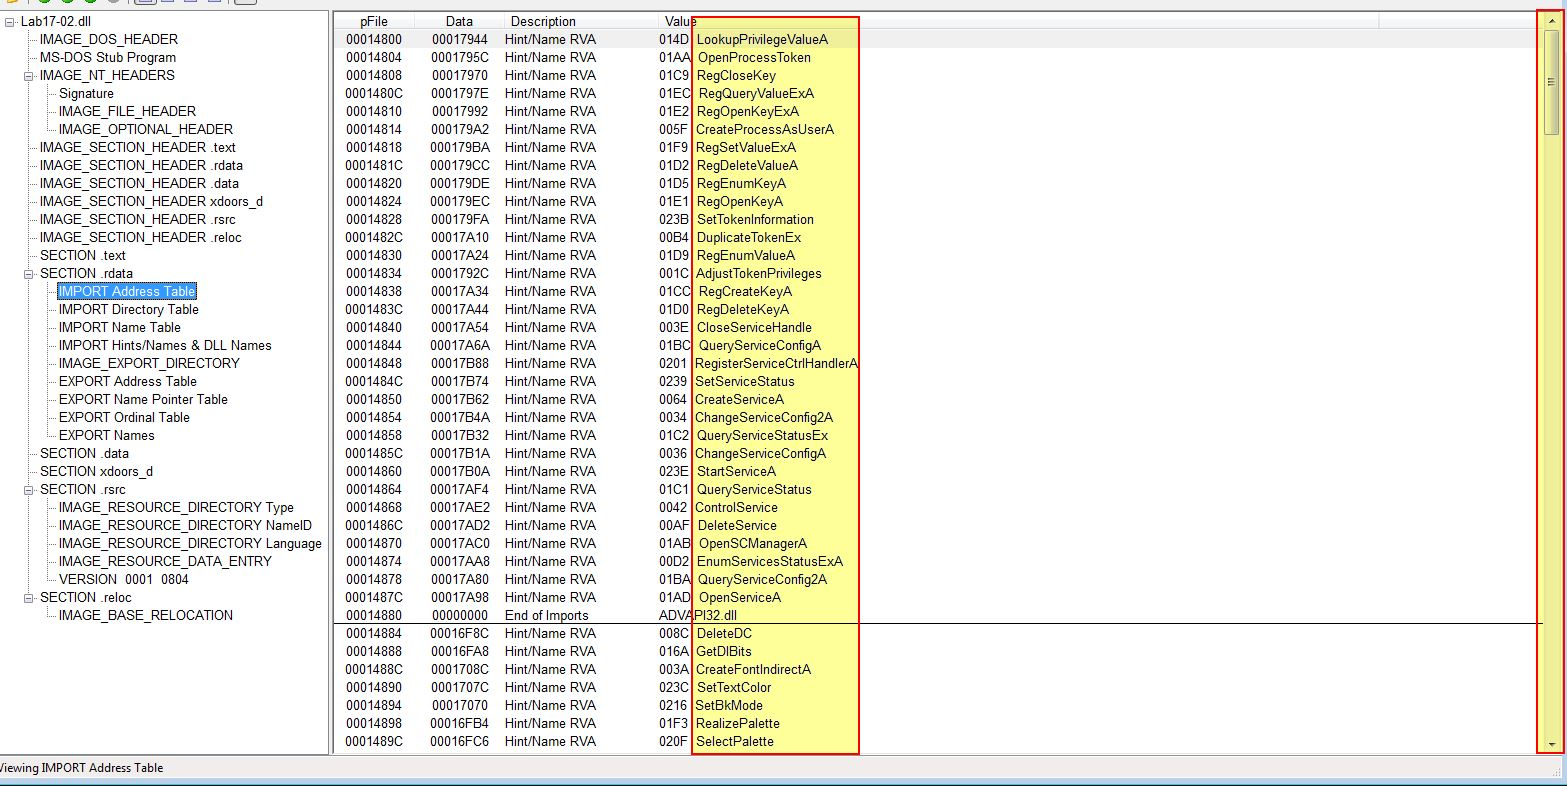 Lab17-02.dll
IMAGE_DOS_HEADER
MS-DOS Stub Program
IMAGE_NT_HEADERS
Signature
IMAGE_FILE_HEADER
IMAGE_OPTIONAL_HEADER
IMAGE_SECTION_HEADER .text
IMAGE_SECTION_HEADER .rdata
IMAGE_SECTION_HEADER .data
IMAGE_SECTION_HEADER xdoors_d
IMAGE_SECTION_HEADER .rsrc
IMAGE_SECTION_HEADER .reloc
SECTION .text
SECTION .rdata
IMPORT Address Table
IMPORT Directory Table
IMPORT Name Table
IMPORT Hints/Names & DLL Names
IMAGE_EXPORT_DIRECTORY
EXPORT Address Table
EXPORT Name Pointer Table
EXPORT Ordinal Table
EXPORT Names
SECTION .data
SECTION xdoors_d
SECTION .rsrc
IMAGE_RESOURCE_DIRECTORY Type
IMAGE_RESOURCE_DIRECTORY NameID
IMAGE_RESOURCE_DIRECTORY Language
IMAGE_RESOURCE_DATA_ENTRY
VERSION 0001 0804
SECTION .reloc
IMAGE_BASE_RELOCATION
pFile Data Description Value
00014800 00017944 Hint/Name RVA 014D LookupPrivilegeValueA
00014804 0001795C Hint/Name RVA 01AA OpenProcessToken
00014808 00017970 Hint/Name RVA 01C9 RegCloseKey
0001480C 0001797E Hint/Name RVA 01EC RegQueryValueExA
00014810 00017992 Hint/Name RVA 01E2 RegOpenKeyExA
00014814 000179A2 Hint/Name RVA 005F CreateProcessAsUserA
00014818 000179BA Hint/Name RVA 01F9 RegSetValueExA
0001481C 000179CC Hint/Name RVA 01D2 RegDeleteValueA
00014820 000179DE Hint/Name RVA 01D5 RegEnumKeyA
00014824 000179EC Hint/Name RVA 01E1 RegOpenKeyA
00014828 000179FA Hint/Name RVA 023B SetTokenInformation
0001482C 00017A10 Hint/Name RVA 00B4 DuplicateTokenEx
00014830 00017A24 Hint/Name RVA 01D9 RegEnumValueA
00014834 0001792C Hint/Name RVA 001C AdjustTokenPrivileges
00014838 00017A34 Hint/Name RVA 01CC RegCreateKeyA
0001483C 00017A44 Hint/Name RVA 01D0 RegDeleteKeyA
00014840 00017A54 Hint/Name RVA 003E CloseServiceHandle
00014844 00017A6A Hint/Name RVA 01BC QueryServiceConfigA
00014848 00017B88 Hint/Name RVA 0201 RegisterServiceCtrlHandlerA
0001484C 00017B74 Hint/Name RVA 0239 SetServiceStatus
00014850 00017B62 Hint/Name RVA 0064 CreateServiceA
00014854 00017B4A Hint/Name RVA 0034 ChangeServiceConfig2A
00014858 00017B32 Hint/Name RVA 01C2 QueryServiceStatusEx
0001485C 00017B1A Hint/Name RVA 0036 ChangeServiceConfigA
00014860 00017B0A Hint/Name RVA 023E StartServiceA
00014864 00017AF4 Hint/Name RVA 01C1 QueryServiceStatus
00014868 00017AE2 Hint/Name RVA 0042 ControlService
0001486C 00017AD2 Hint/Name RVA 00AF DeleteService
00014870 00017AC0 Hint/Name RVA 01AB OpenSCManagerA
00014874 00017AA8 Hint/Name RVA 00D2 EnumServicesStatusExA
00014878 00017A80 Hint/Name RVA 01BA QueryServiceConfig2A
0001487C 00017A98 Hint/Name RVA 01AD OpenServiceA
00014880 00000000 End of Imports ADVAPI32.dll
00014884 00016F8C Hint/Name RVA 008C DeleteDC
00014888 00016FA8 Hint/Name RVA 016A GetDIBits
0001488C 0001708C Hint/Name RVA 003A CreateFontIndirectA
00014890 0001707C Hint/Name RVA 023C SetTextColor
00014894 00017070 Hint/Name RVA 0216 SetBkMode
00014898 00016FB4 Hint/Name RVA 01F3 RealizePalette
0001489C 00016FC6 Hint/Name RVA 020F SelectPalette
Viewing IMPORT Address Table